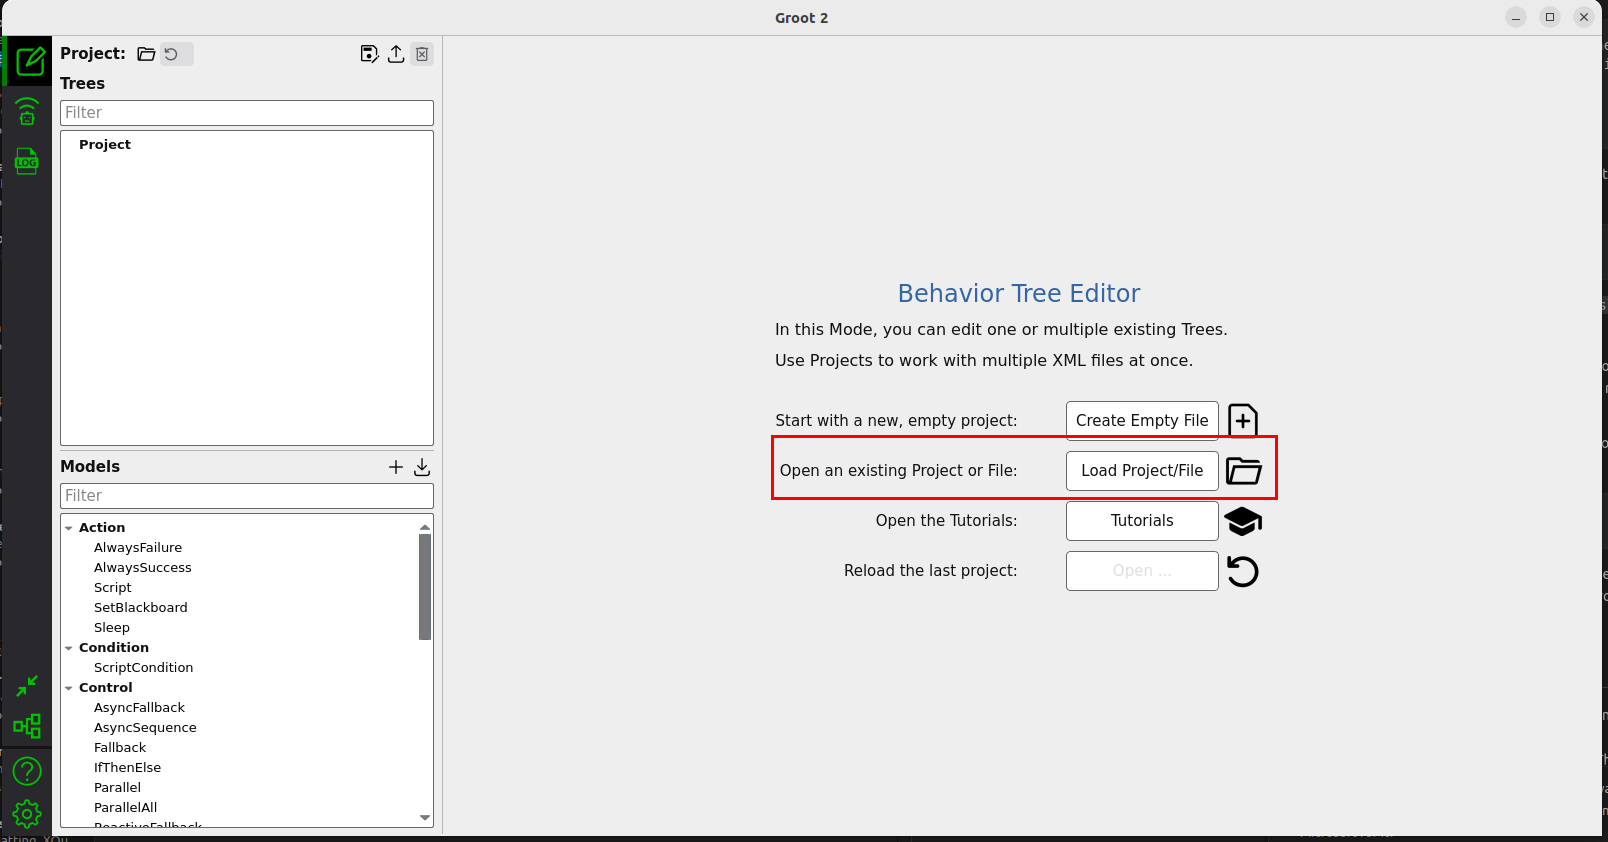 Groot 2
Project:
Trees
Filter
Project
LOG
Models
Filter
Action
AlwaysFailure
AlwaysSuccess
Script
SetBlackboard
Sleep
Condition
ScriptCondition
Control
AsyncFallback
AsyncSequence
Fallback
IfThenElse
Parallel
ParallelAll
ReactiveFallback
Behavior Tree Editor
In this Mode, you can edit one or multiple existing Trees.
Use Projects to work with multiple XML files at once.
Start with a new, empty project: Create Empty File
Open an existing Project or File: Load Project/File
Open the Tutorials: Tutorials
Reload the last project: Open ...